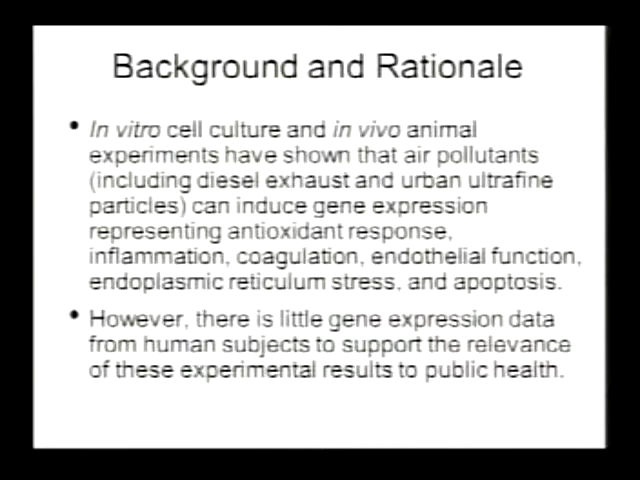 Background and Rationale
• In vitro cell culture and in vivo animal
experiments have shown that air pollutants
(including diesel exhaust and urban ultrafine
particles) can induce gene expression
representing antioxidant response,
inflammation, coagulation, endothelial function,
endoplasmic reticulum stress, and apoptosis.
• However, there is little gene expression data
from human subjects to support the relevance
of these experimental results to public health.